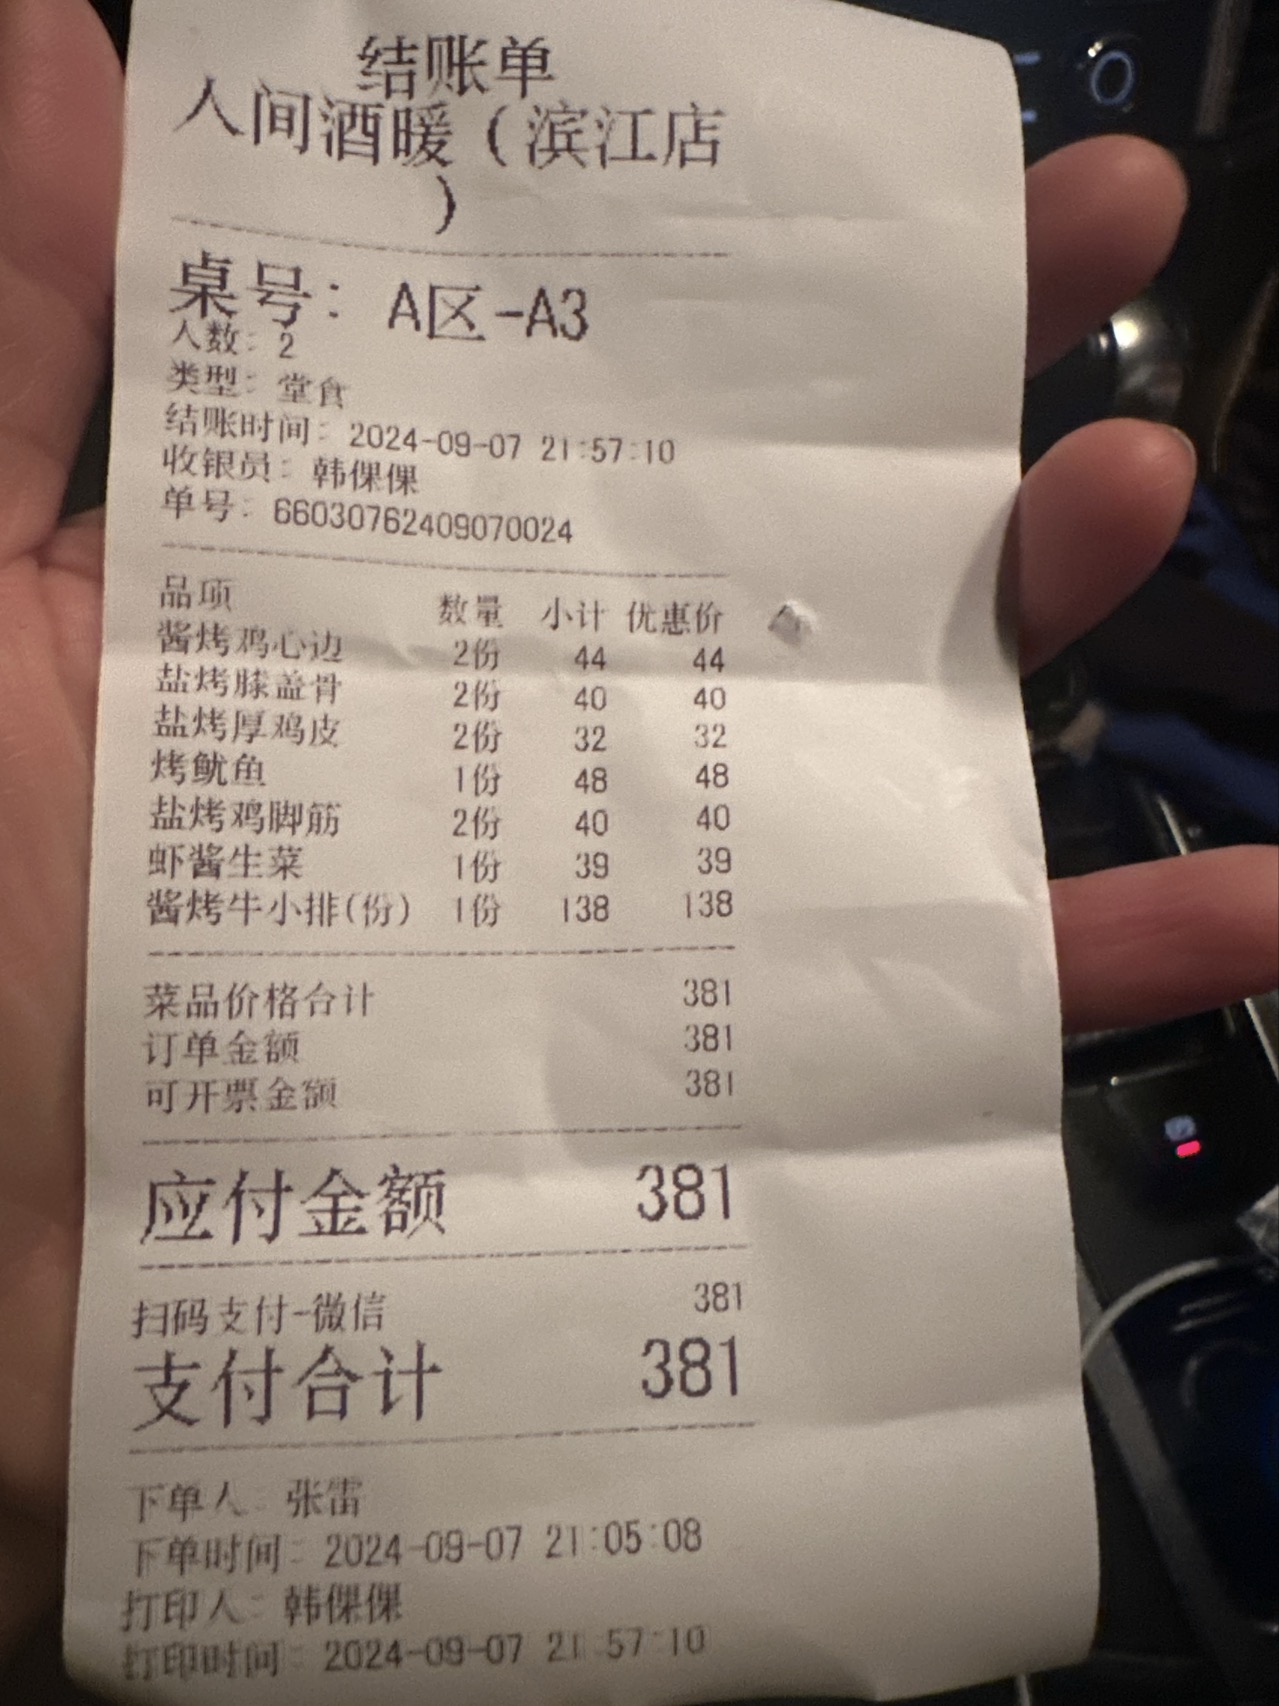 结账单
人间酒暖(滨江店
)
桌号: A区-A3
人数: 2
类型: 堂食
结账时间: 2024-09-07 21:57:10
收银员: 韩倮倮
单号: 66030762409070024
品项 数量 小计 优惠价
酱烤鸡心边 2份 44 44
盐烤膝盖骨 2份 40 40
盐烤厚鸡皮 2份 32 32
烤鱿鱼 1份 48 48
盐烤鸡脚筋 2份 40 40
虾酱生菜 1份 39 39
酱烤牛小排(份) 1份 138 138
菜品价格合计 381
订单金额 381
可开票金额 381
应付金额 381
扫码支付-微信 381
支付合计 381
下单人: 张雷
下单时间: 2024-09-07 21:05:08
打印人: 韩倮倮
打印时间: 2024-09-07 21:57:10